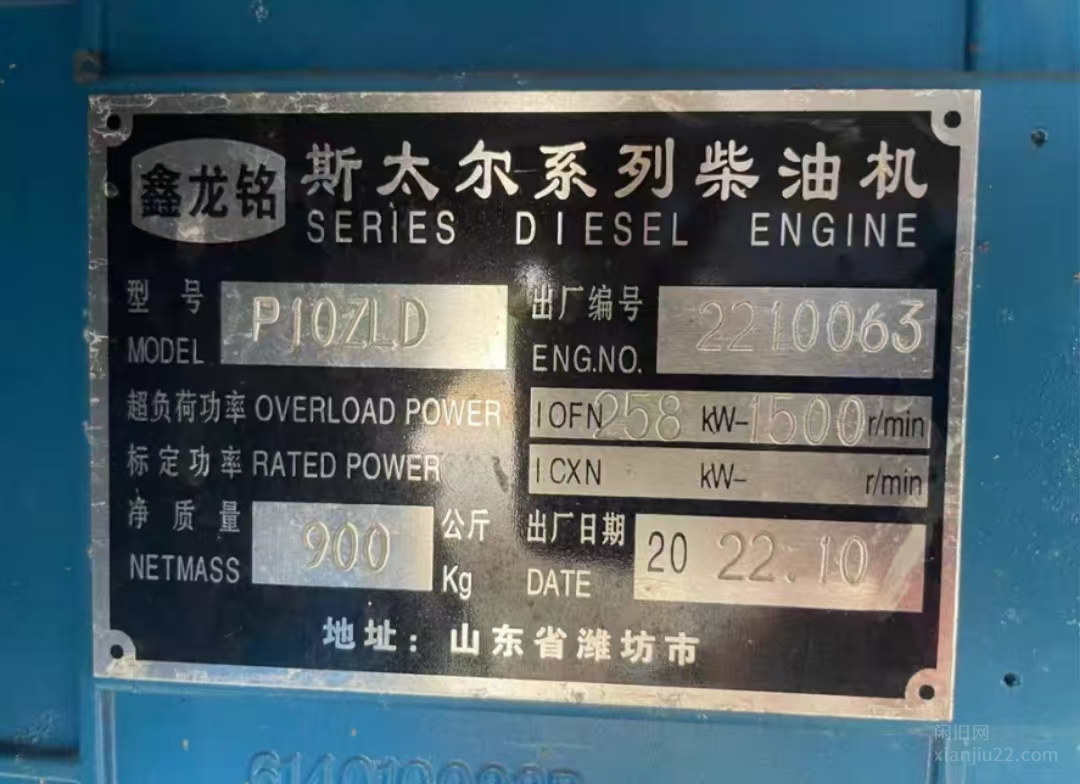 鑫龙铭
斯太尔系列柴油机
SERIES DIESEL ENGINE
型号 MODEL P10ZLD
出厂编号 ENG.NO. 2210063
超负荷功率 OVERLOAD POWER IOFN 258 kW- 1500 r/min
标定功率 RATED POWER ICXN kW- r/min
净质量 NETMASS 900 公斤 Kg
出厂日期 DATE 20 22.10
地址：山东省潍坊市
闲旧网
xianjiu22.com